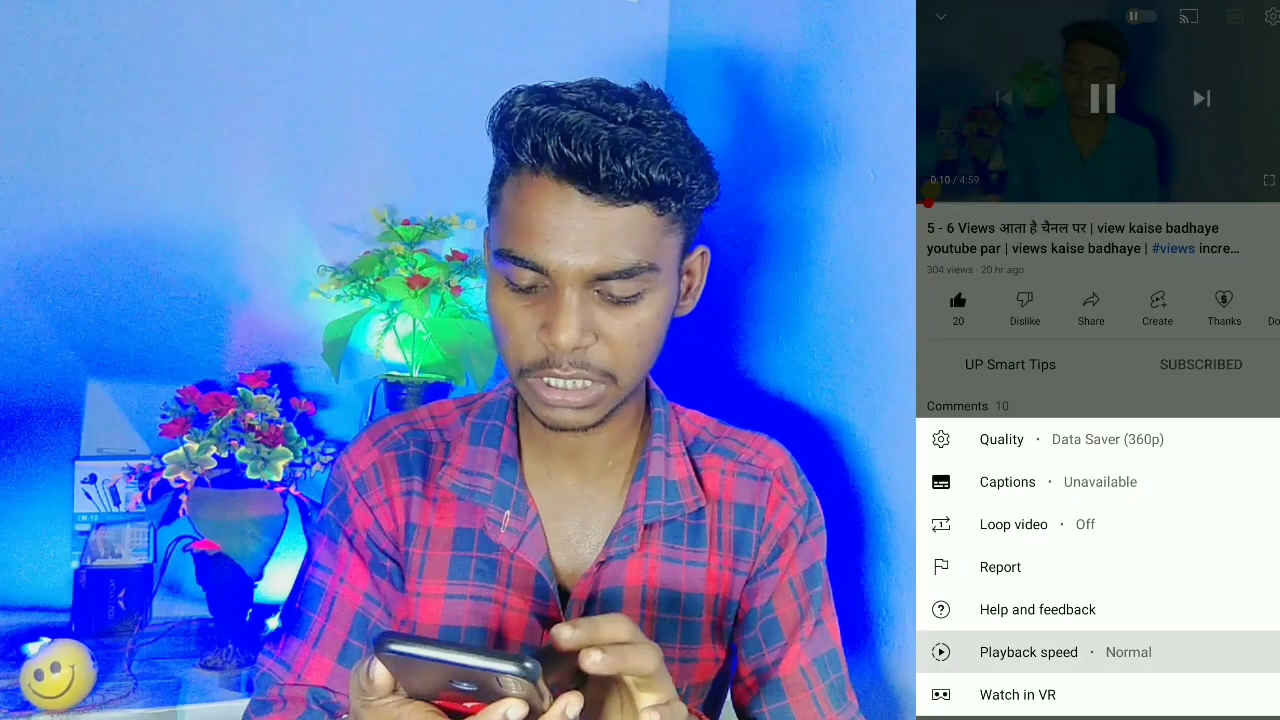 0:10 / 4:59
5 - 6 Views आता है चैनल पर | view kaise badhaye
youtube par | views kaise badhaye | #views incre...
304 views · 20 hr ago
20
Dislike
Share
Create
Thanks
Do
UP Smart Tips
SUBSCRIBED
Comments 10
Quality · Data Saver (360p)
Captions · Unavailable
Loop video · Off
Report
Help and feedback
Playback speed · Normal
Watch in VR